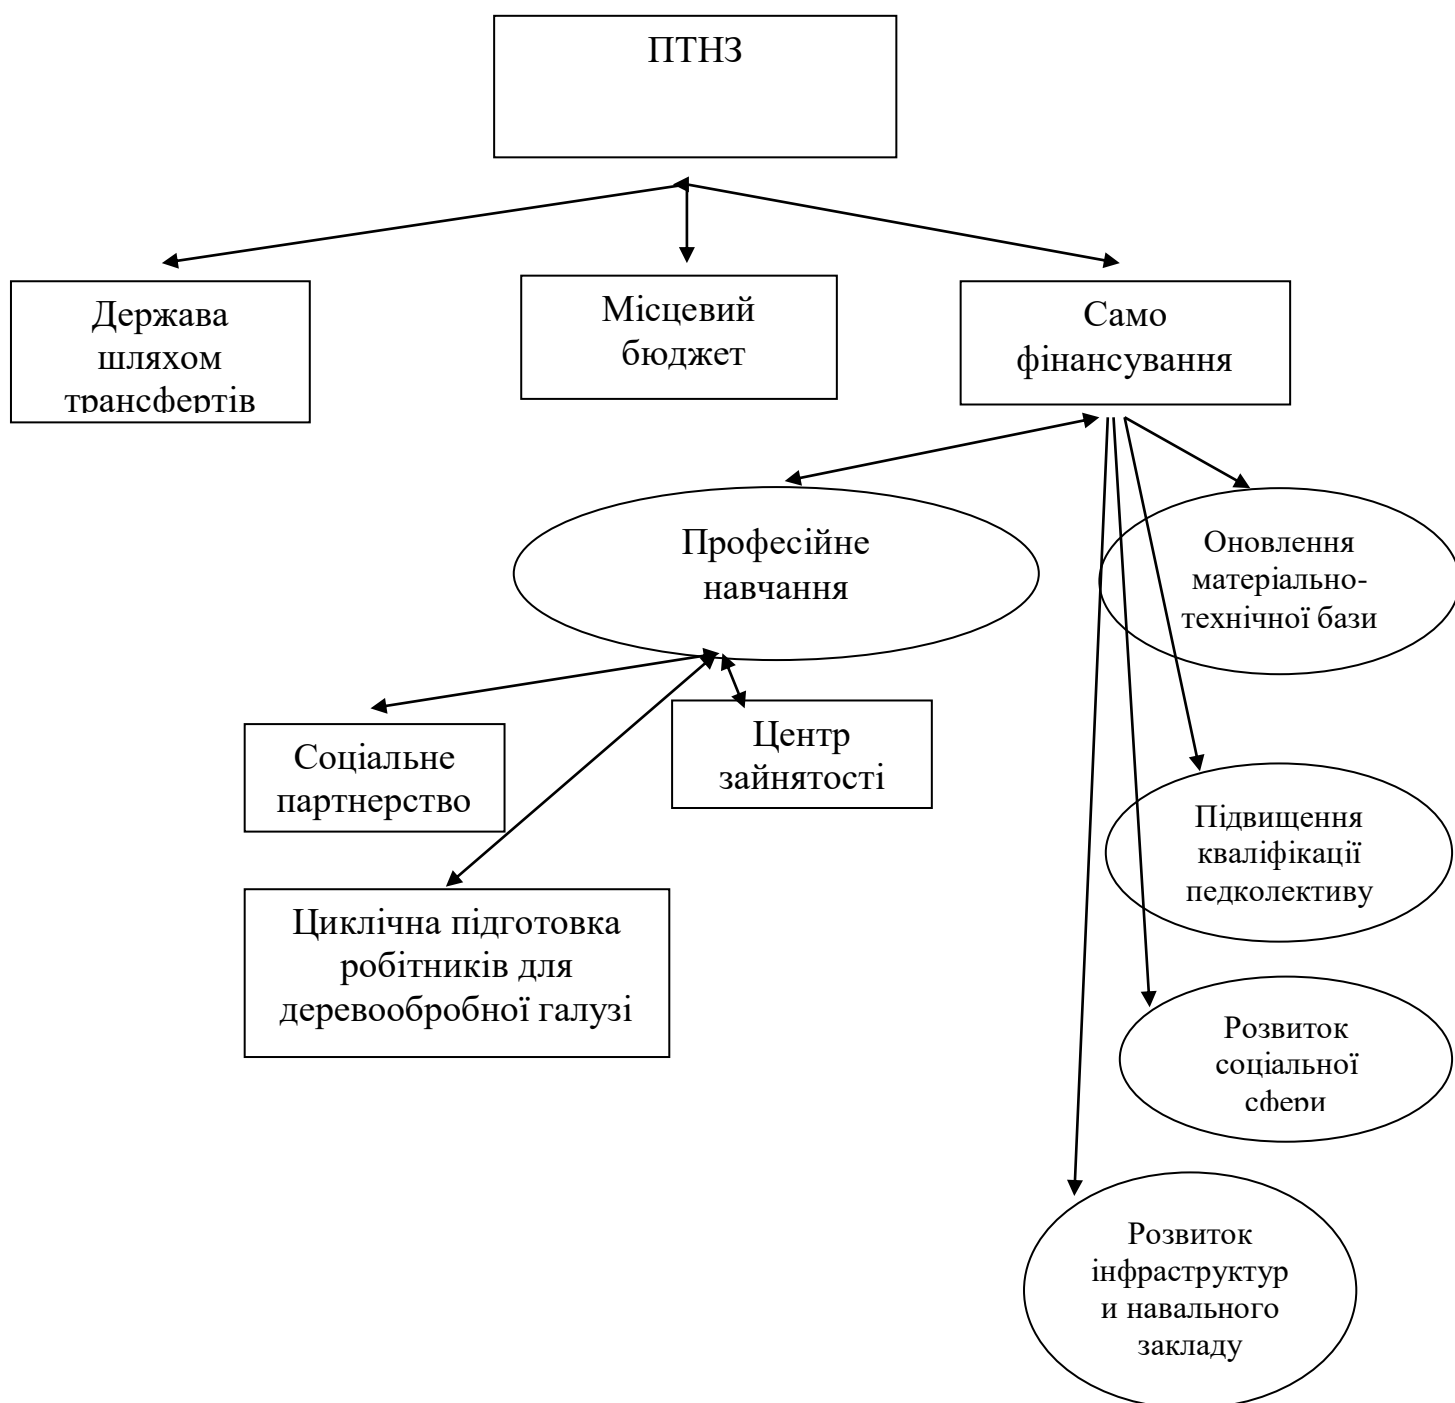 ПТНЗ
Держава
шляхом
трансфертів
Місцевий
бюджет
Само
фінансування
Професійне
навчання
Оновлення
матеріально-
технічної бази
Соціальне
партнерство
Центр
зайнятості
Підвищення
кваліфікації
педколективу
Циклічна підготовка
робітників для
деревообробної галузі
Розвиток
соціальної
сфери
Розвиток
інфраструктур
и навального
закладу